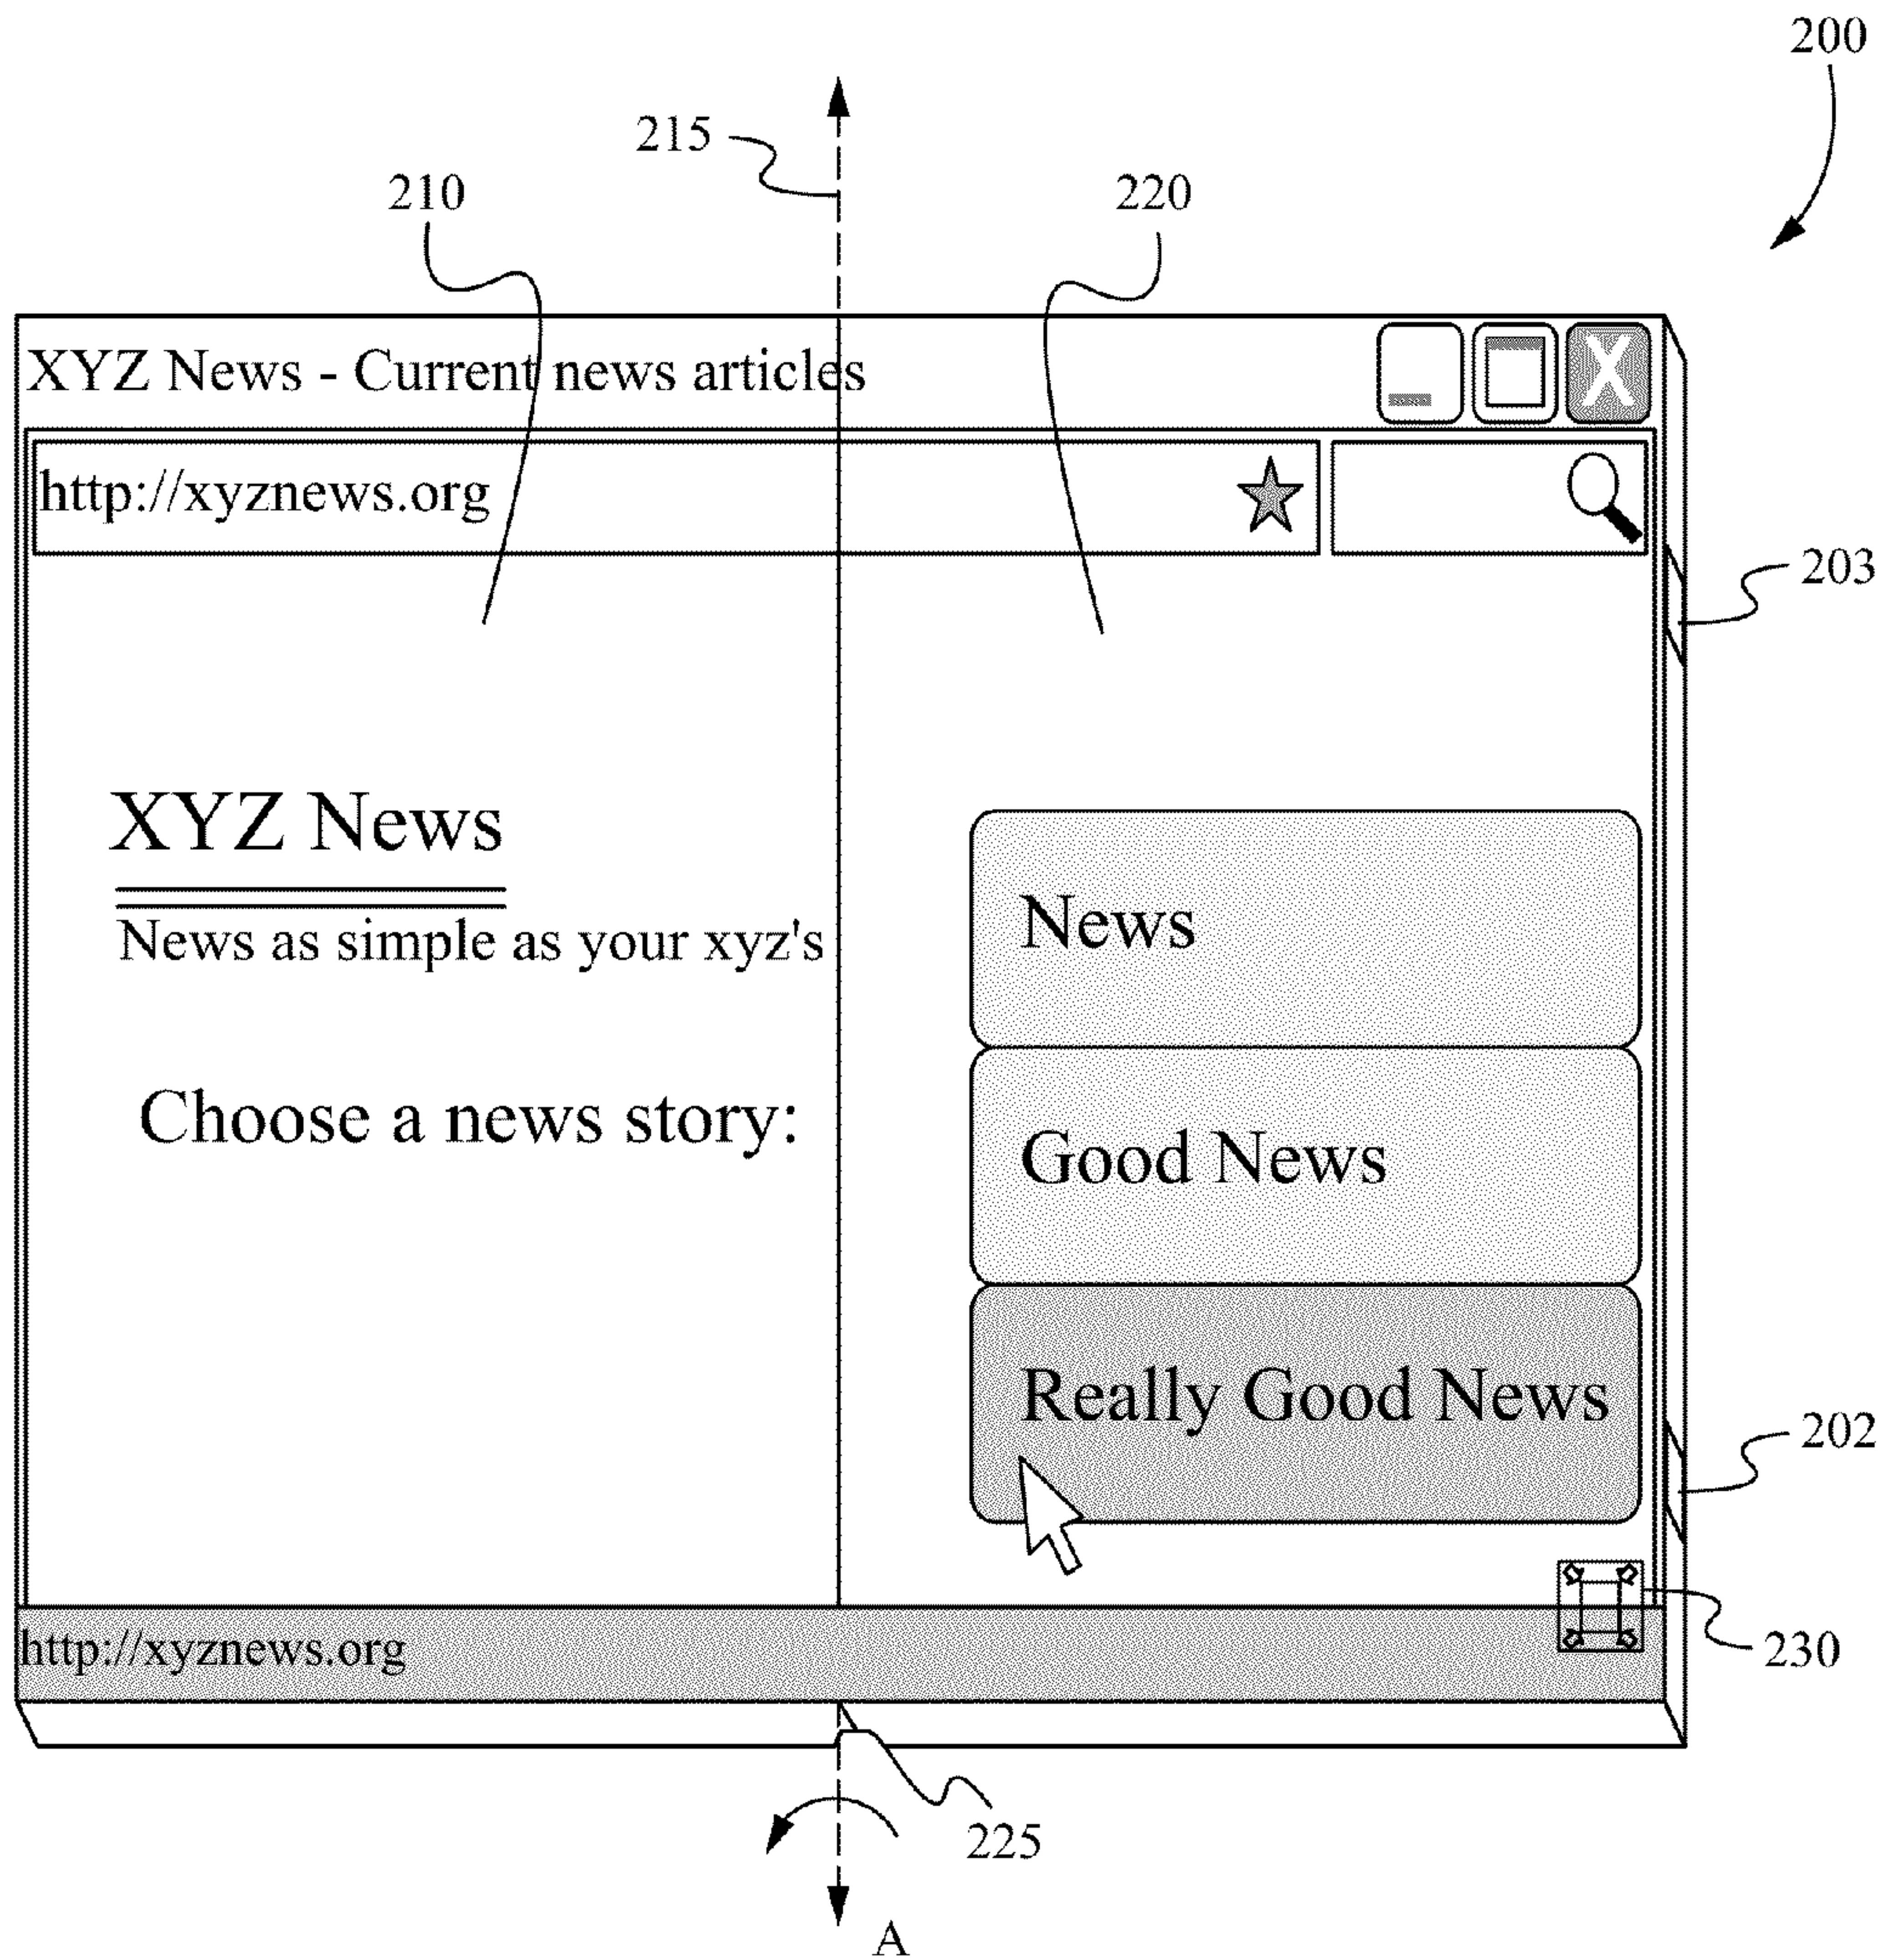 200
215
210
220
XYZ News - Current news articles
X
http://xyznews.org
203
XYZ News
News as simple as your xyz's
Choose a news story:
News
Good News
Really Good News
202
230
http://xyznews.org
225
A